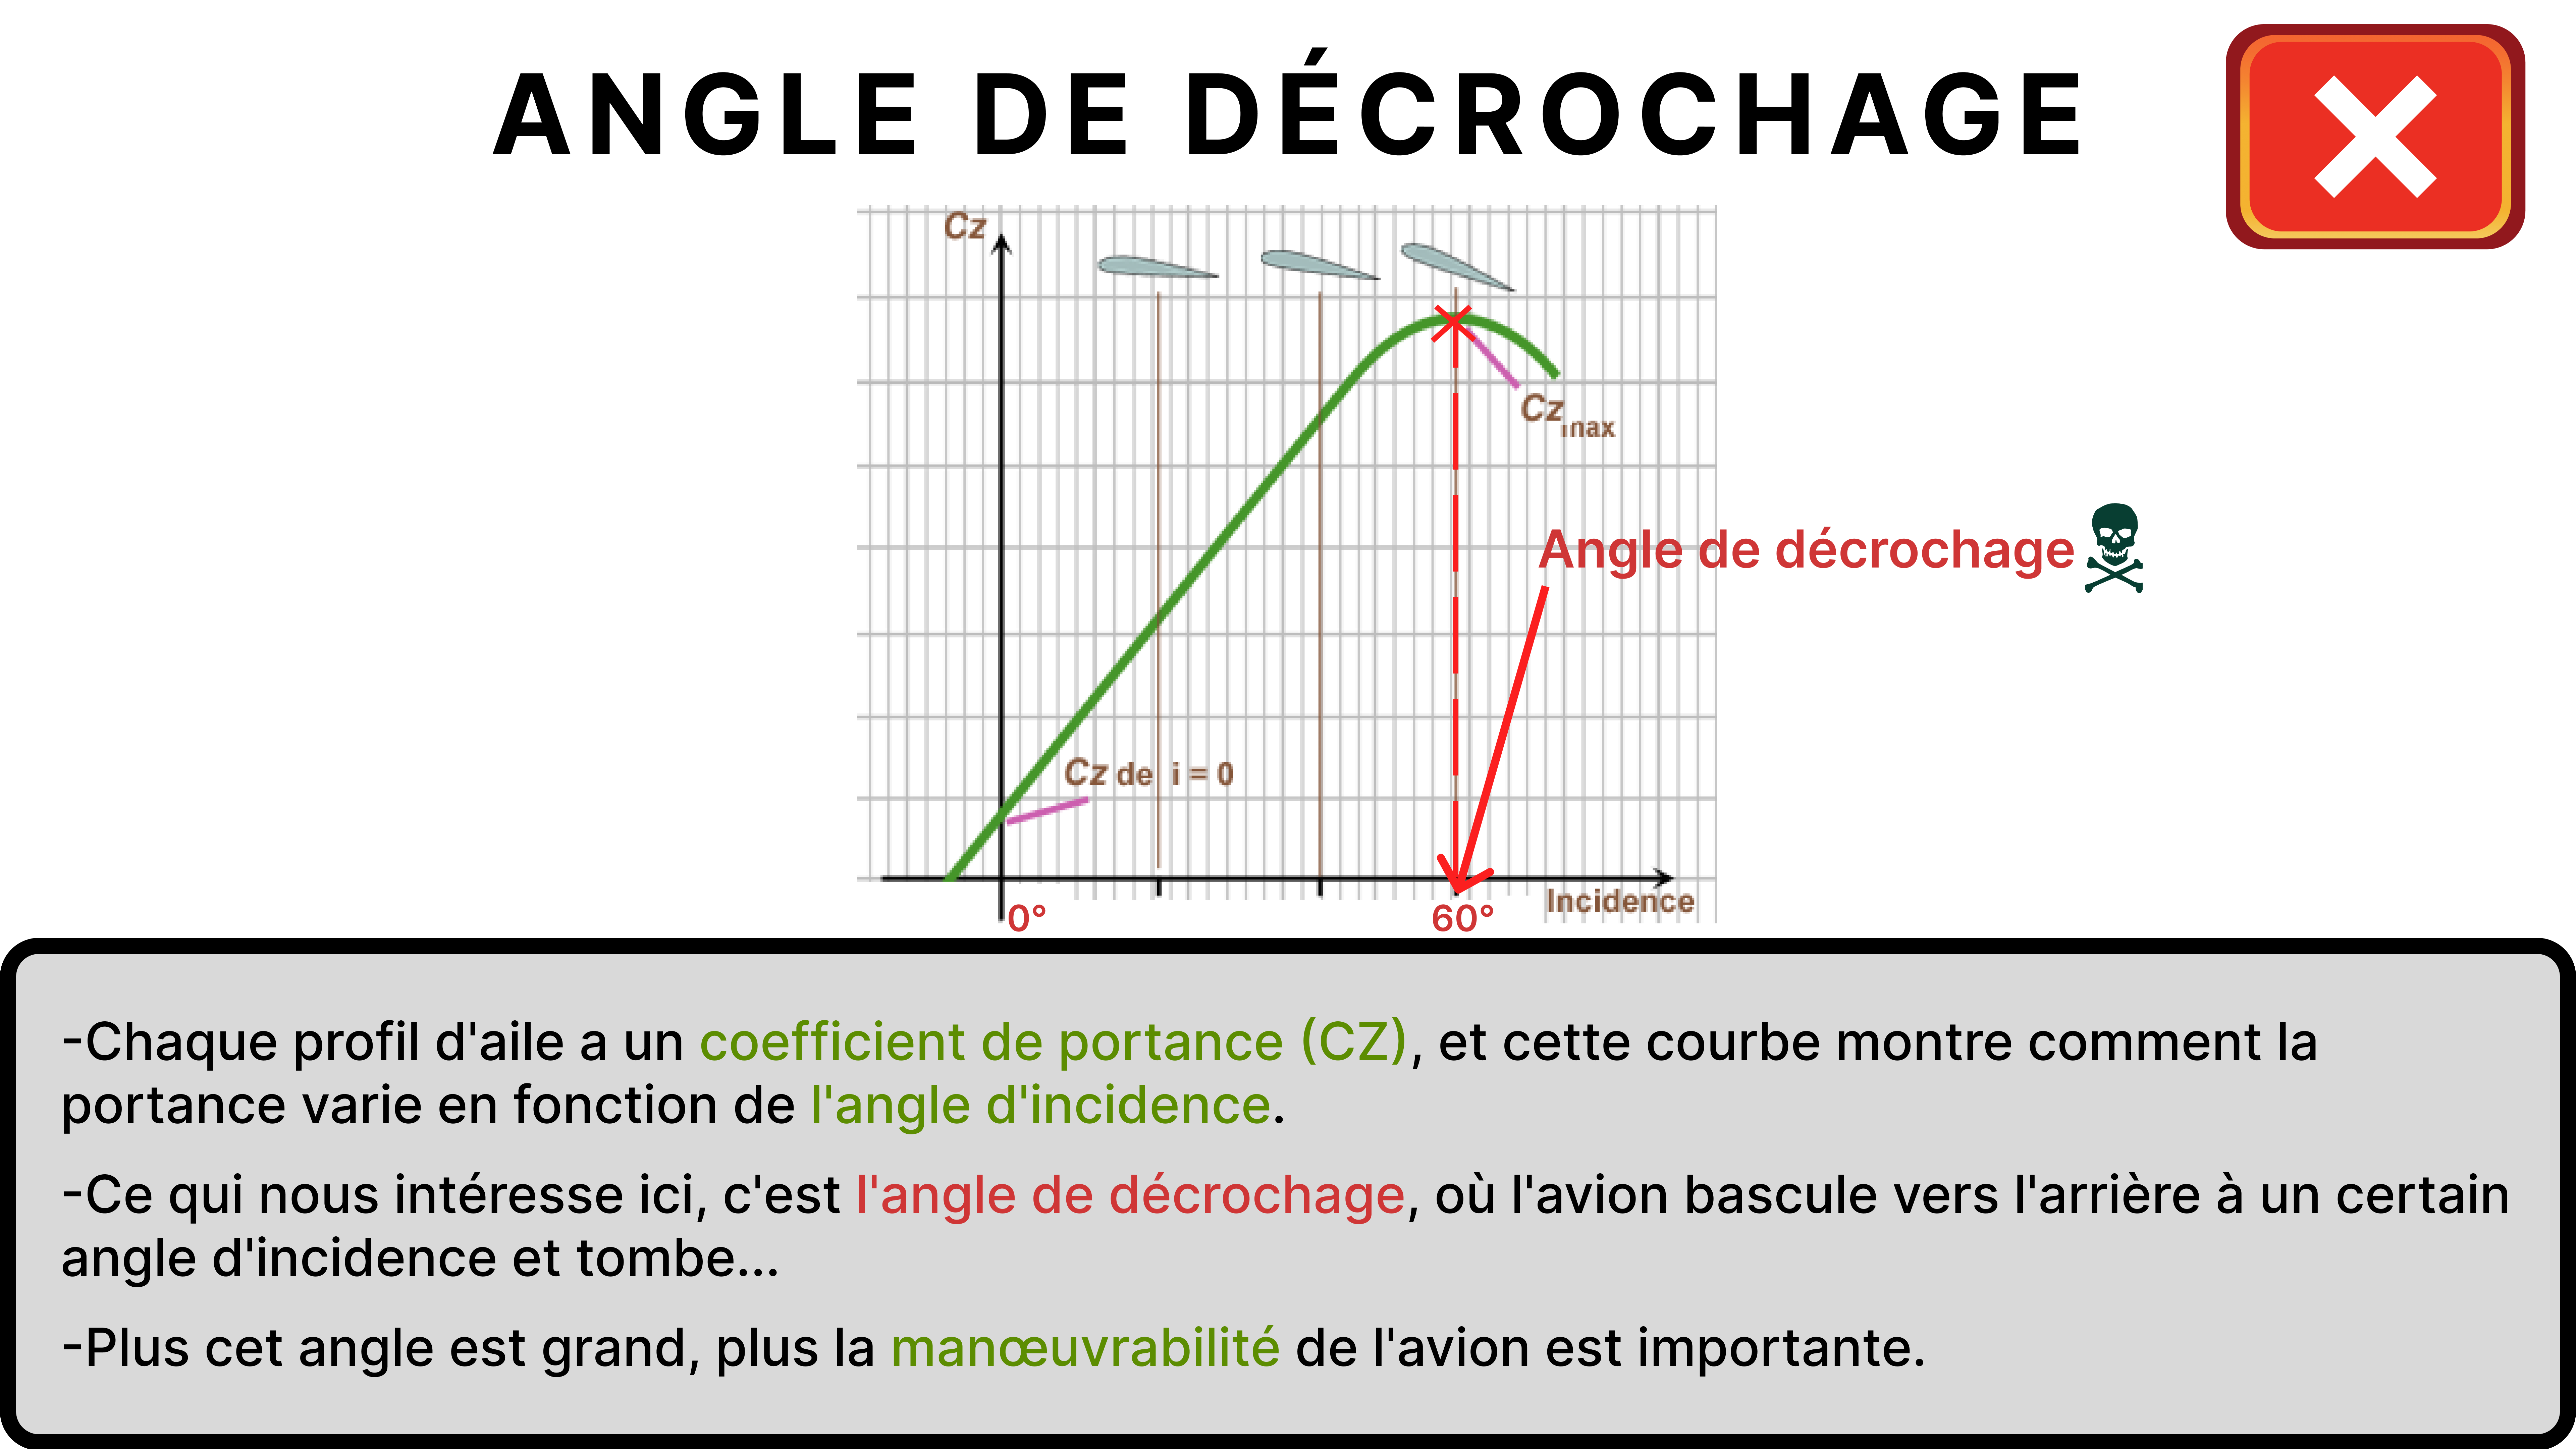 ANGLE DE DÉCROCHAGE
Cz
Cz max
Angle de décrochage
Cz de i = 0
Incidence
0°
60°
-Chaque profil d'aile a un coefficient de portance (CZ), et cette courbe montre comment la
portance varie en fonction de l'angle d'incidence.
-Ce qui nous intéresse ici, c'est l'angle de décrochage, où l'avion bascule vers l'arrière à un certain
angle d'incidence et tombe...
-Plus cet angle est grand, plus la manœuvrabilité de l'avion est importante.